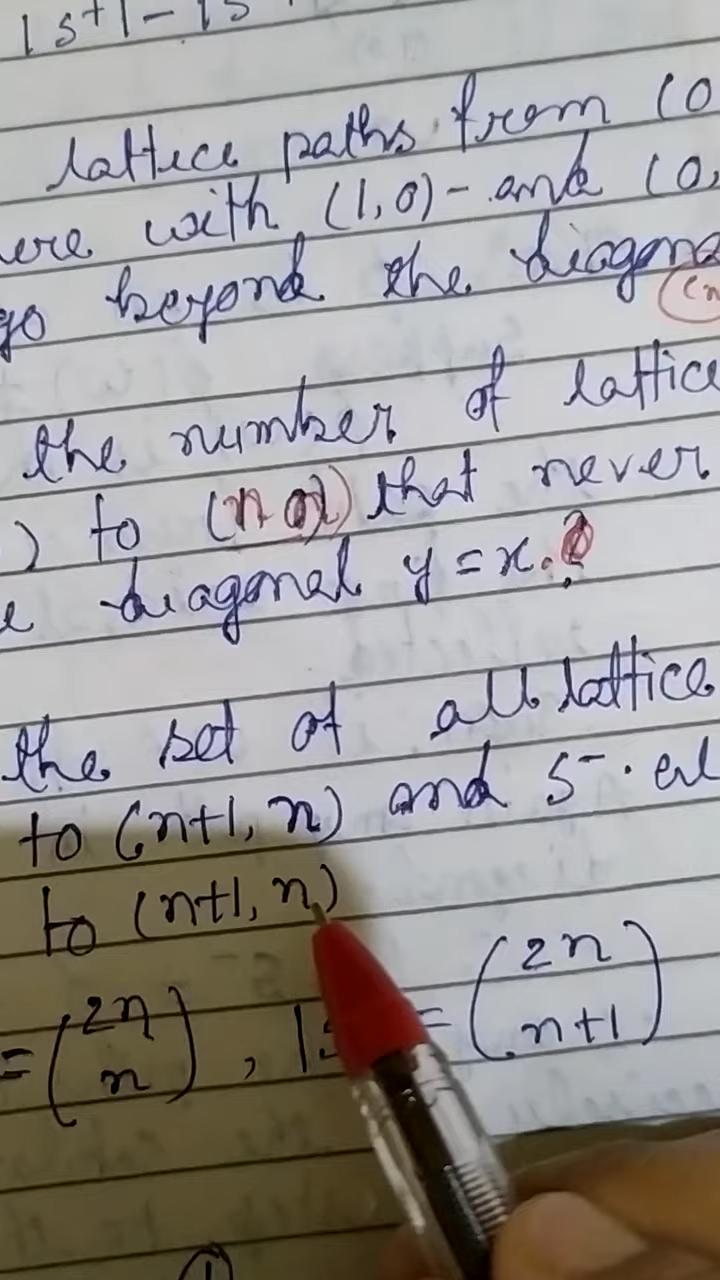 |s⁺| -
lattice paths from (0
ere with (1,0) - and (0,
go beyond the diagona
(n
the number of lattice
) to (n n) that never
e diagonal y = x.?
the set of all lattice
to (n+1, n) and S⁻
to (n+1, n)
= (2n n), |S = (2n n+1)